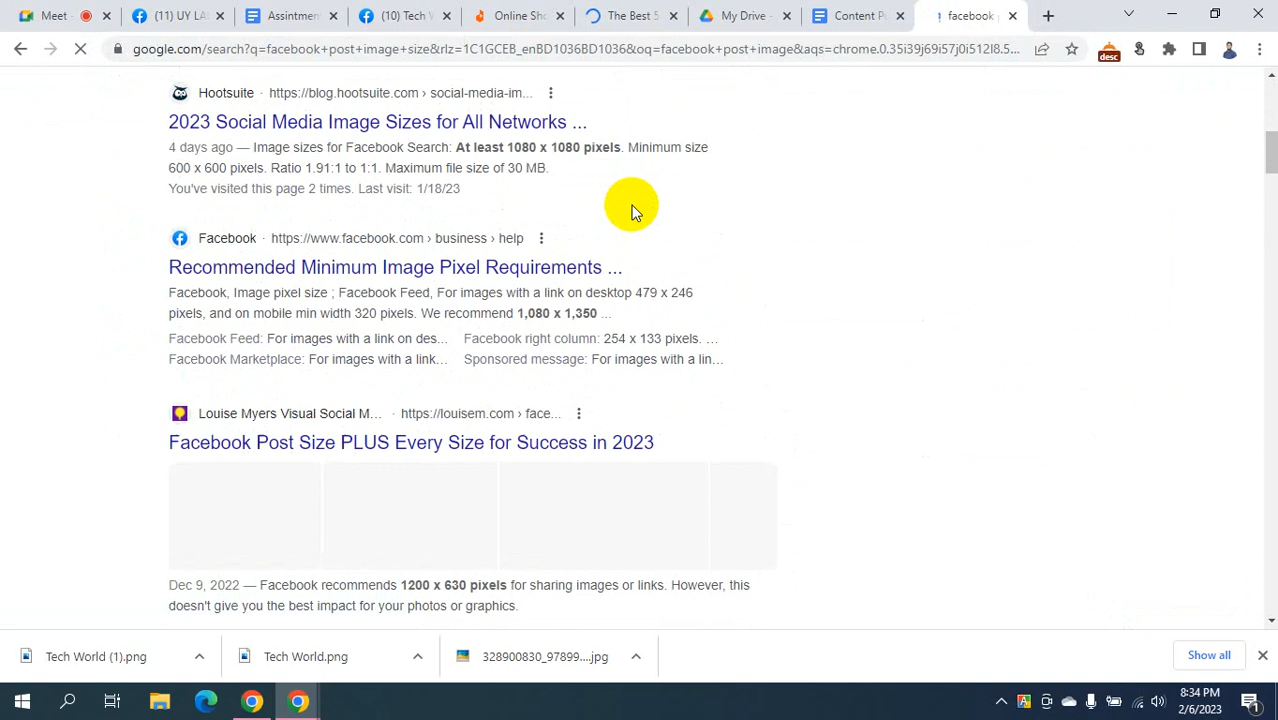 Meet -
(11) UY LA
Assintmen
(10) Tech W
Online Sho
The Best 5
My Drive -
Content Pu
facebook
google.com/search?q=facebook+post+image+size&rlz=1C1GCEB_enBD1036BD1036&oq=facebook+post+image&aqs=chrome.0.35i39j69i57j0i512l8.5...
desc
Hootsuite · https://blog.hootsuite.com › social-media-im...
2023 Social Media Image Sizes for All Networks ...
4 days ago — Image sizes for Facebook Search: At least 1080 x 1080 pixels. Minimum size
600 x 600 pixels. Ratio 1.91:1 to 1:1. Maximum file size of 30 MB.
You've visited this page 2 times. Last visit: 1/18/23
Facebook · https://www.facebook.com › business › help
Recommended Minimum Image Pixel Requirements ...
Facebook, Image pixel size ; Facebook Feed, For images with a link on desktop 479 x 246
pixels, and on mobile min width 320 pixels. We recommend 1,080 x 1,350 ...
Facebook Feed: For images with a link on des...
Facebook right column: 254 x 133 pixels. ...
Facebook Marketplace: For images with a link...
Sponsored message: For images with a lin...
Louise Myers Visual Social M... · https://louisem.com › face...
Facebook Post Size PLUS Every Size for Success in 2023
Dec 9, 2022 — Facebook recommends 1200 x 630 pixels for sharing images or links. However, this
doesn't give you the best impact for your photos or graphics.
Tech World (1).png
Tech World.png
328900830_97899....jpg
Show all
8:34 PM
2/6/2023
1